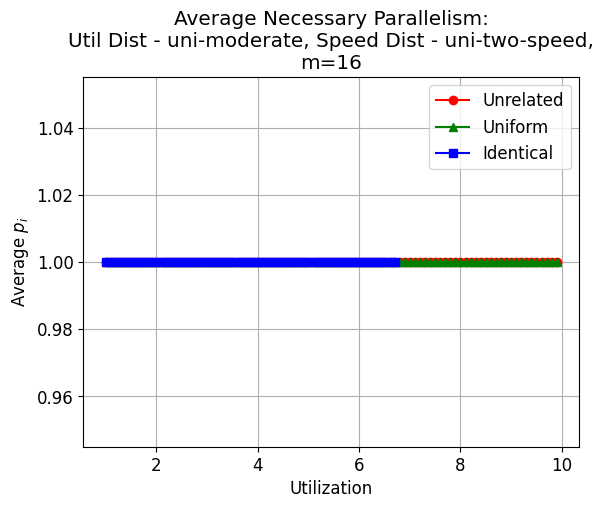 Average Necessary Parallelism:
Util Dist - uni-moderate, Speed Dist - uni-two-speed,
m=16
Unrelated
Uniform
Identical
1.04
1.02
1.00
0.98
0.96
Average $p_i$
2 4 6 8 10
Utilization